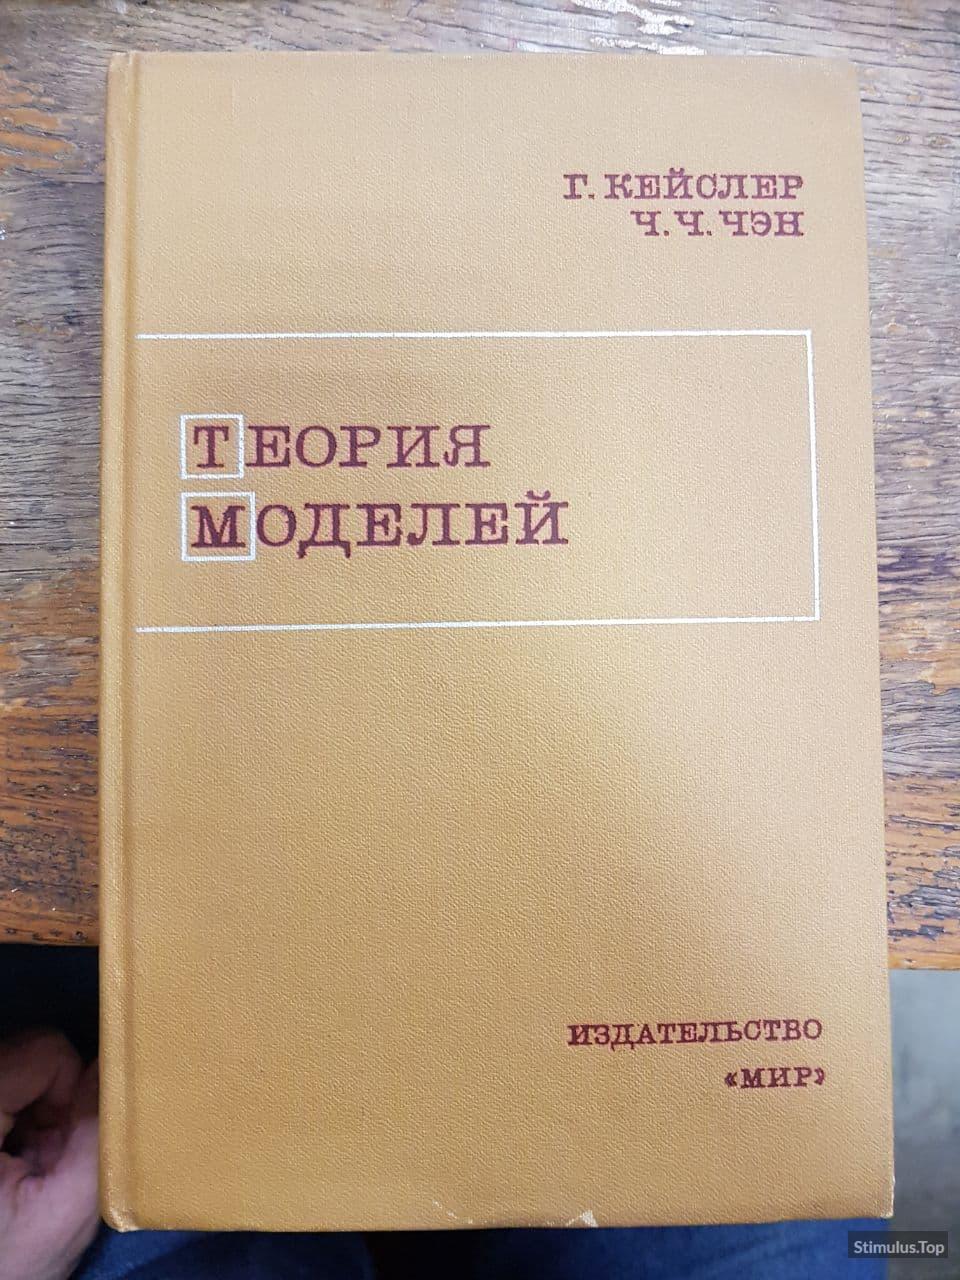 Г. КЕЙСЛЕР
Ч. Ч. ЧЭН
ТЕОРИЯ
МОДЕЛЕЙ
ИЗДАТЕЛЬСТВО
«МИР»
Stimulus.Top